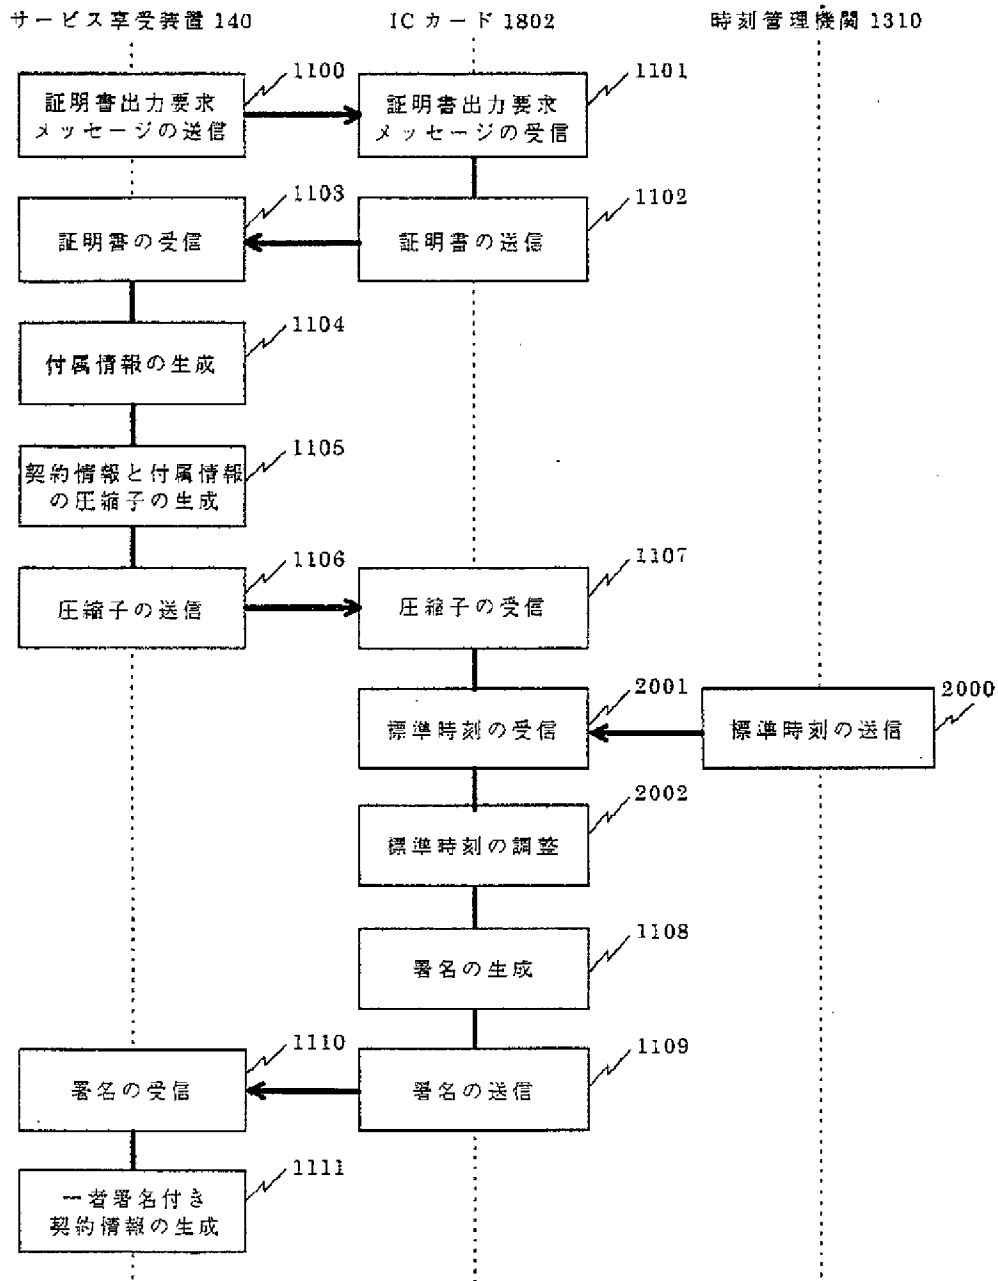 サービス享受装置 140
IC カード 1802
時刻管理機関 1310
1100
証明書出力要求
メッセージの送信
1101
証明書出力要求
メッセージの受信
1103
証明書の受信
1102
証明書の送信
1104
付属情報の生成
1105
契約情報と付属情報
の圧縮子の生成
1106
圧縮子の送信
1107
圧縮子の受信
2001
標準時刻の受信
2000
標準時刻の送信
2002
標準時刻の調整
1108
署名の生成
1110
署名の受信
1109
署名の送信
1111
一者署名付き
契約情報の生成